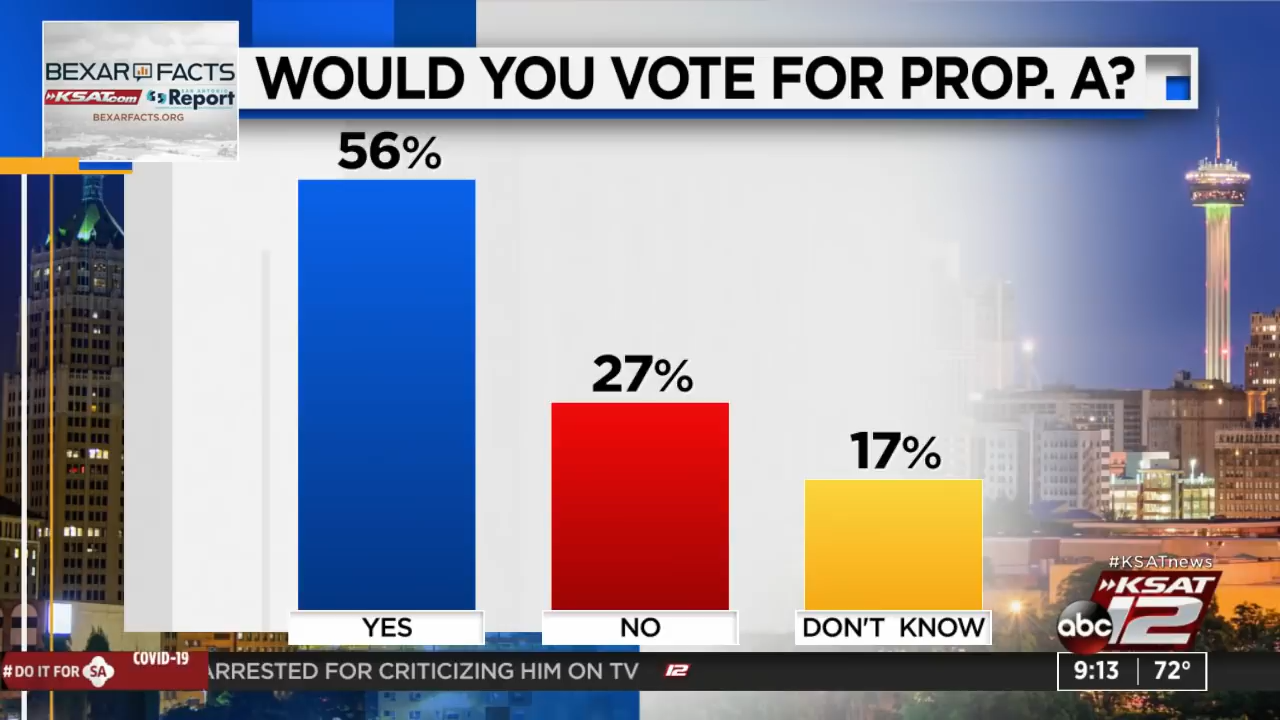 BEXAR FACTS
KSAT.com
SAN ANTONIO
Report
BEXARFACTS.ORG
WOULD YOU VOTE FOR PROP. A?
56%
27%
17%
YES
NO
DON'T KNOW
#KSATnews
KSAT
abc 12
#DO IT FOR SA
COVID-19
ARRESTED FOR CRITICIZING HIM ON TV 12
9:13 72°